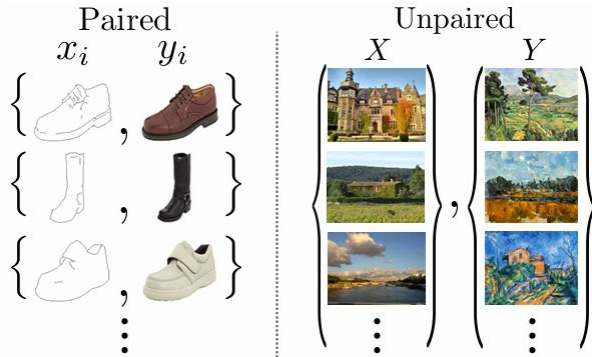 Paired
Unpaired
x_i y_i
X Y
{ , }
{ , }
{ , }
⋮
{ } , { }
⋮ ⋮